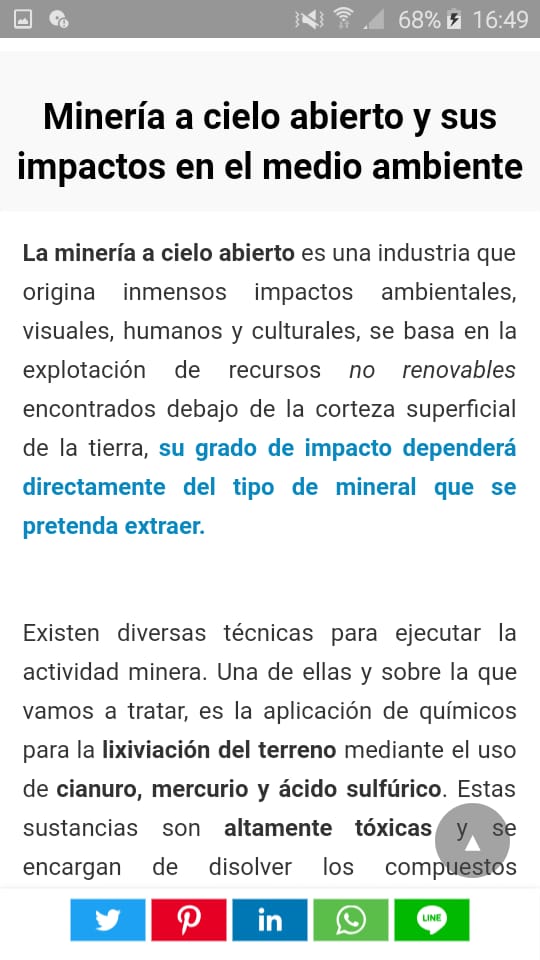 68% 16:49
Minería a cielo abierto y sus
impactos en el medio ambiente
La minería a cielo abierto es una industria que
origina inmensos impactos ambientales,
visuales, humanos y culturales, se basa en la
explotación de recursos no renovables
encontrados debajo de la corteza superficial
de la tierra, su grado de impacto dependerá
directamente del tipo de mineral que se
pretenda extraer.
Existen diversas técnicas para ejecutar la
actividad minera. Una de ellas y sobre la que
vamos a tratar, es la aplicación de químicos
para la lixiviación del terreno mediante el uso
de cianuro, mercurio y ácido sulfúrico. Estas
sustancias son altamente tóxicas y se
encargan de disolver los compuestos
in
LINE